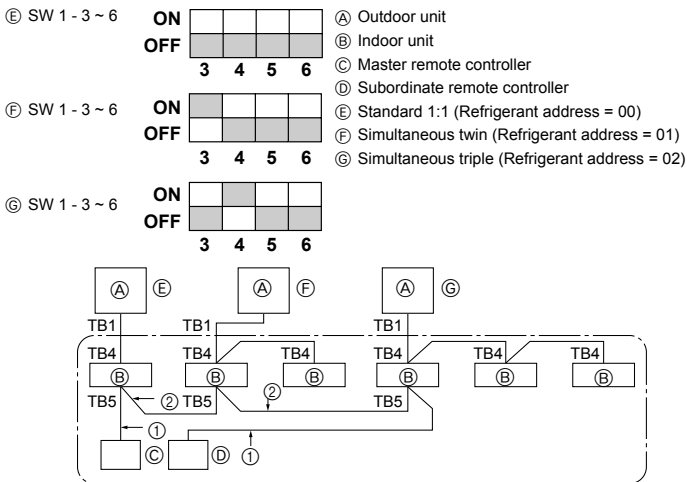 Ⓔ SW 1 - 3 ~ 6
ON
OFF
3 4 5 6
Ⓕ SW 1 - 3 ~ 6
ON
OFF
3 4 5 6
Ⓖ SW 1 - 3 ~ 6
ON
OFF
3 4 5 6
Ⓐ Outdoor unit
Ⓑ Indoor unit
Ⓒ Master remote controller
Ⓓ Subordinate remote controller
Ⓔ Standard 1:1 (Refrigerant address = 00)
Ⓕ Simultaneous twin (Refrigerant address = 01)
Ⓖ Simultaneous triple (Refrigerant address = 02)
Ⓐ Ⓔ Ⓐ Ⓕ Ⓐ Ⓖ
TB1 TB1 TB1
TB4 TB4 TB4 TB4 TB4 TB4
Ⓑ Ⓑ Ⓑ Ⓑ Ⓑ Ⓑ
TB5 ② TB5 ② TB5
① Ⓒ Ⓓ ①